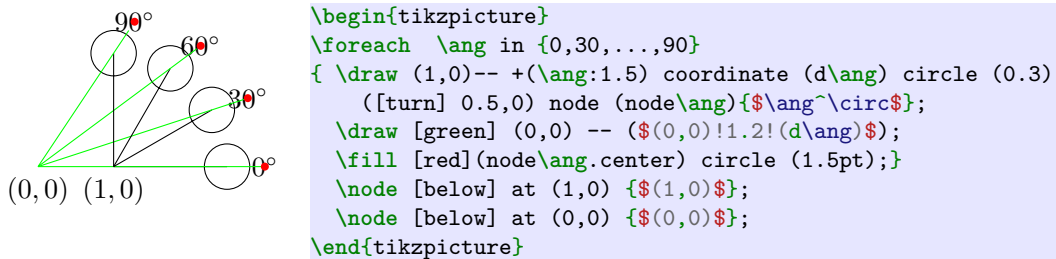 90°
60°
30°
0°
(0,0) (1,0)
\begin{tikzpicture}
\foreach  \ang in {0,30,...,90}
{ \draw (1,0)-- +(\ang:1.5) coordinate (d\ang) circle (0.3)
    ([turn] 0.5,0) node (node\ang){$\ang^\circ$};
  \draw [green] (0,0) -- ($(0,0)!1.2!(d\ang)$);
  \fill [red](node\ang.center) circle (1.5pt);}
  \node [below] at (1,0) {$(1,0)$};
  \node [below] at (0,0) {$(0,0)$};
\end{tikzpicture}